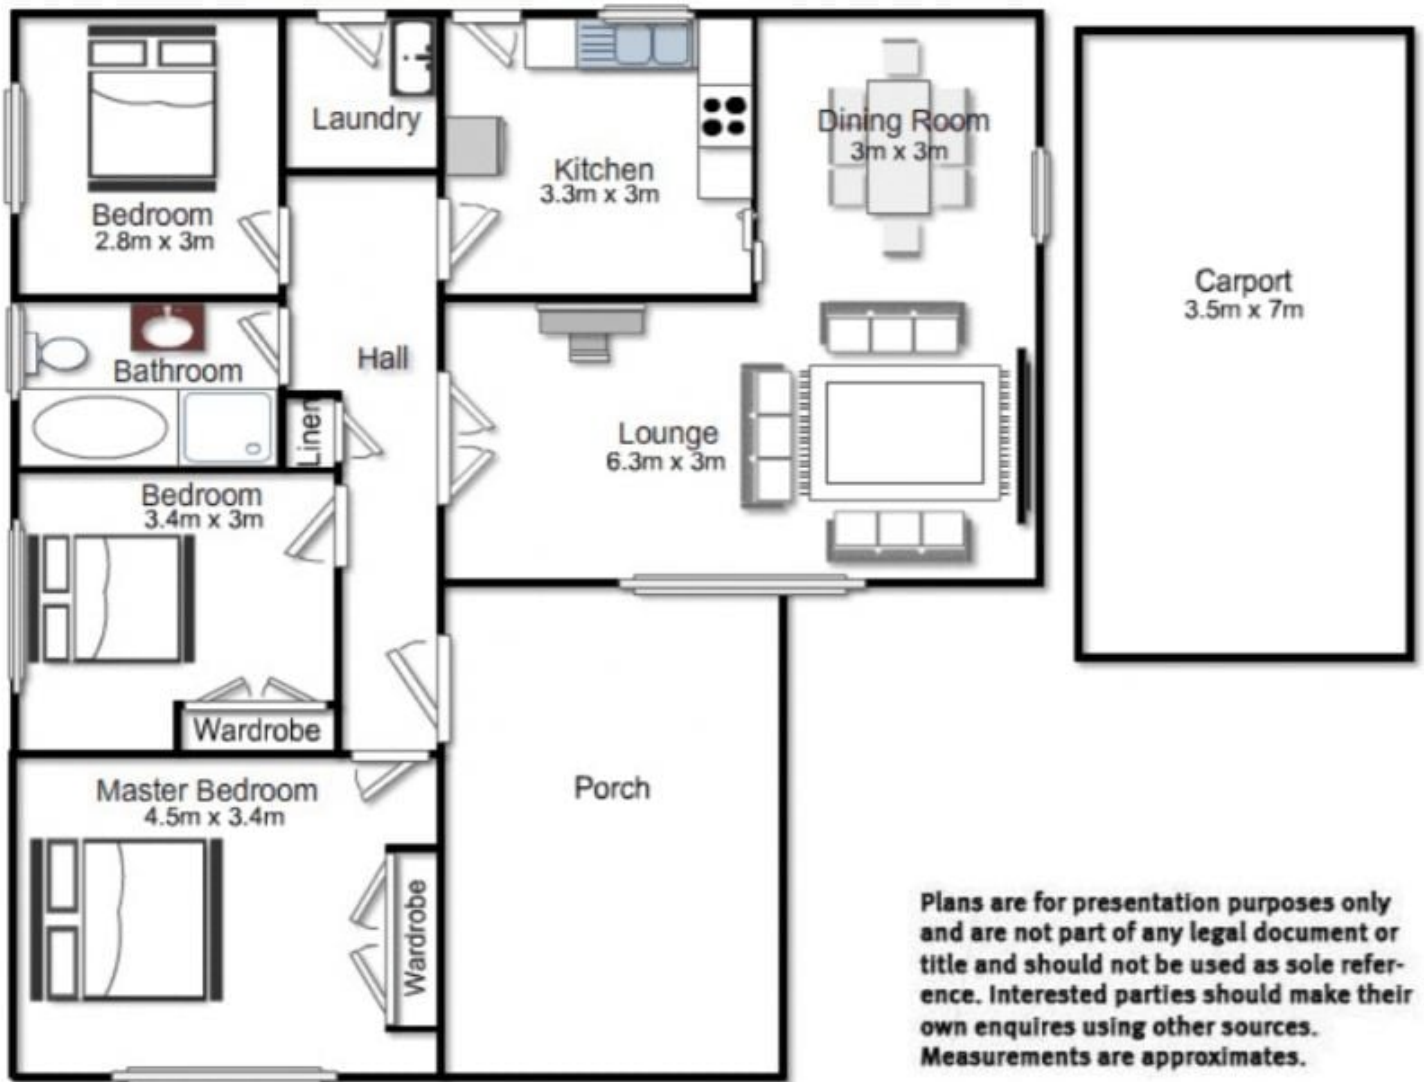 Laundry
Dining Room
3m x 3m
Kitchen
3.3m x 3m
Bedroom
2.8m x 3m
Carport
3.5m x 7m
Hall
Bathroom
Linen
Lounge
6.3m x 3m
Bedroom
3.4m x 3m
Wardrobe
Master Bedroom
4.5m x 3.4m
Porch
Wardrobe
Plans are for presentation purposes only
and are not part of any legal document or
title and should not be used as sole refer-
ence. Interested parties should make their
own enquires using other sources.
Measurements are approximates.